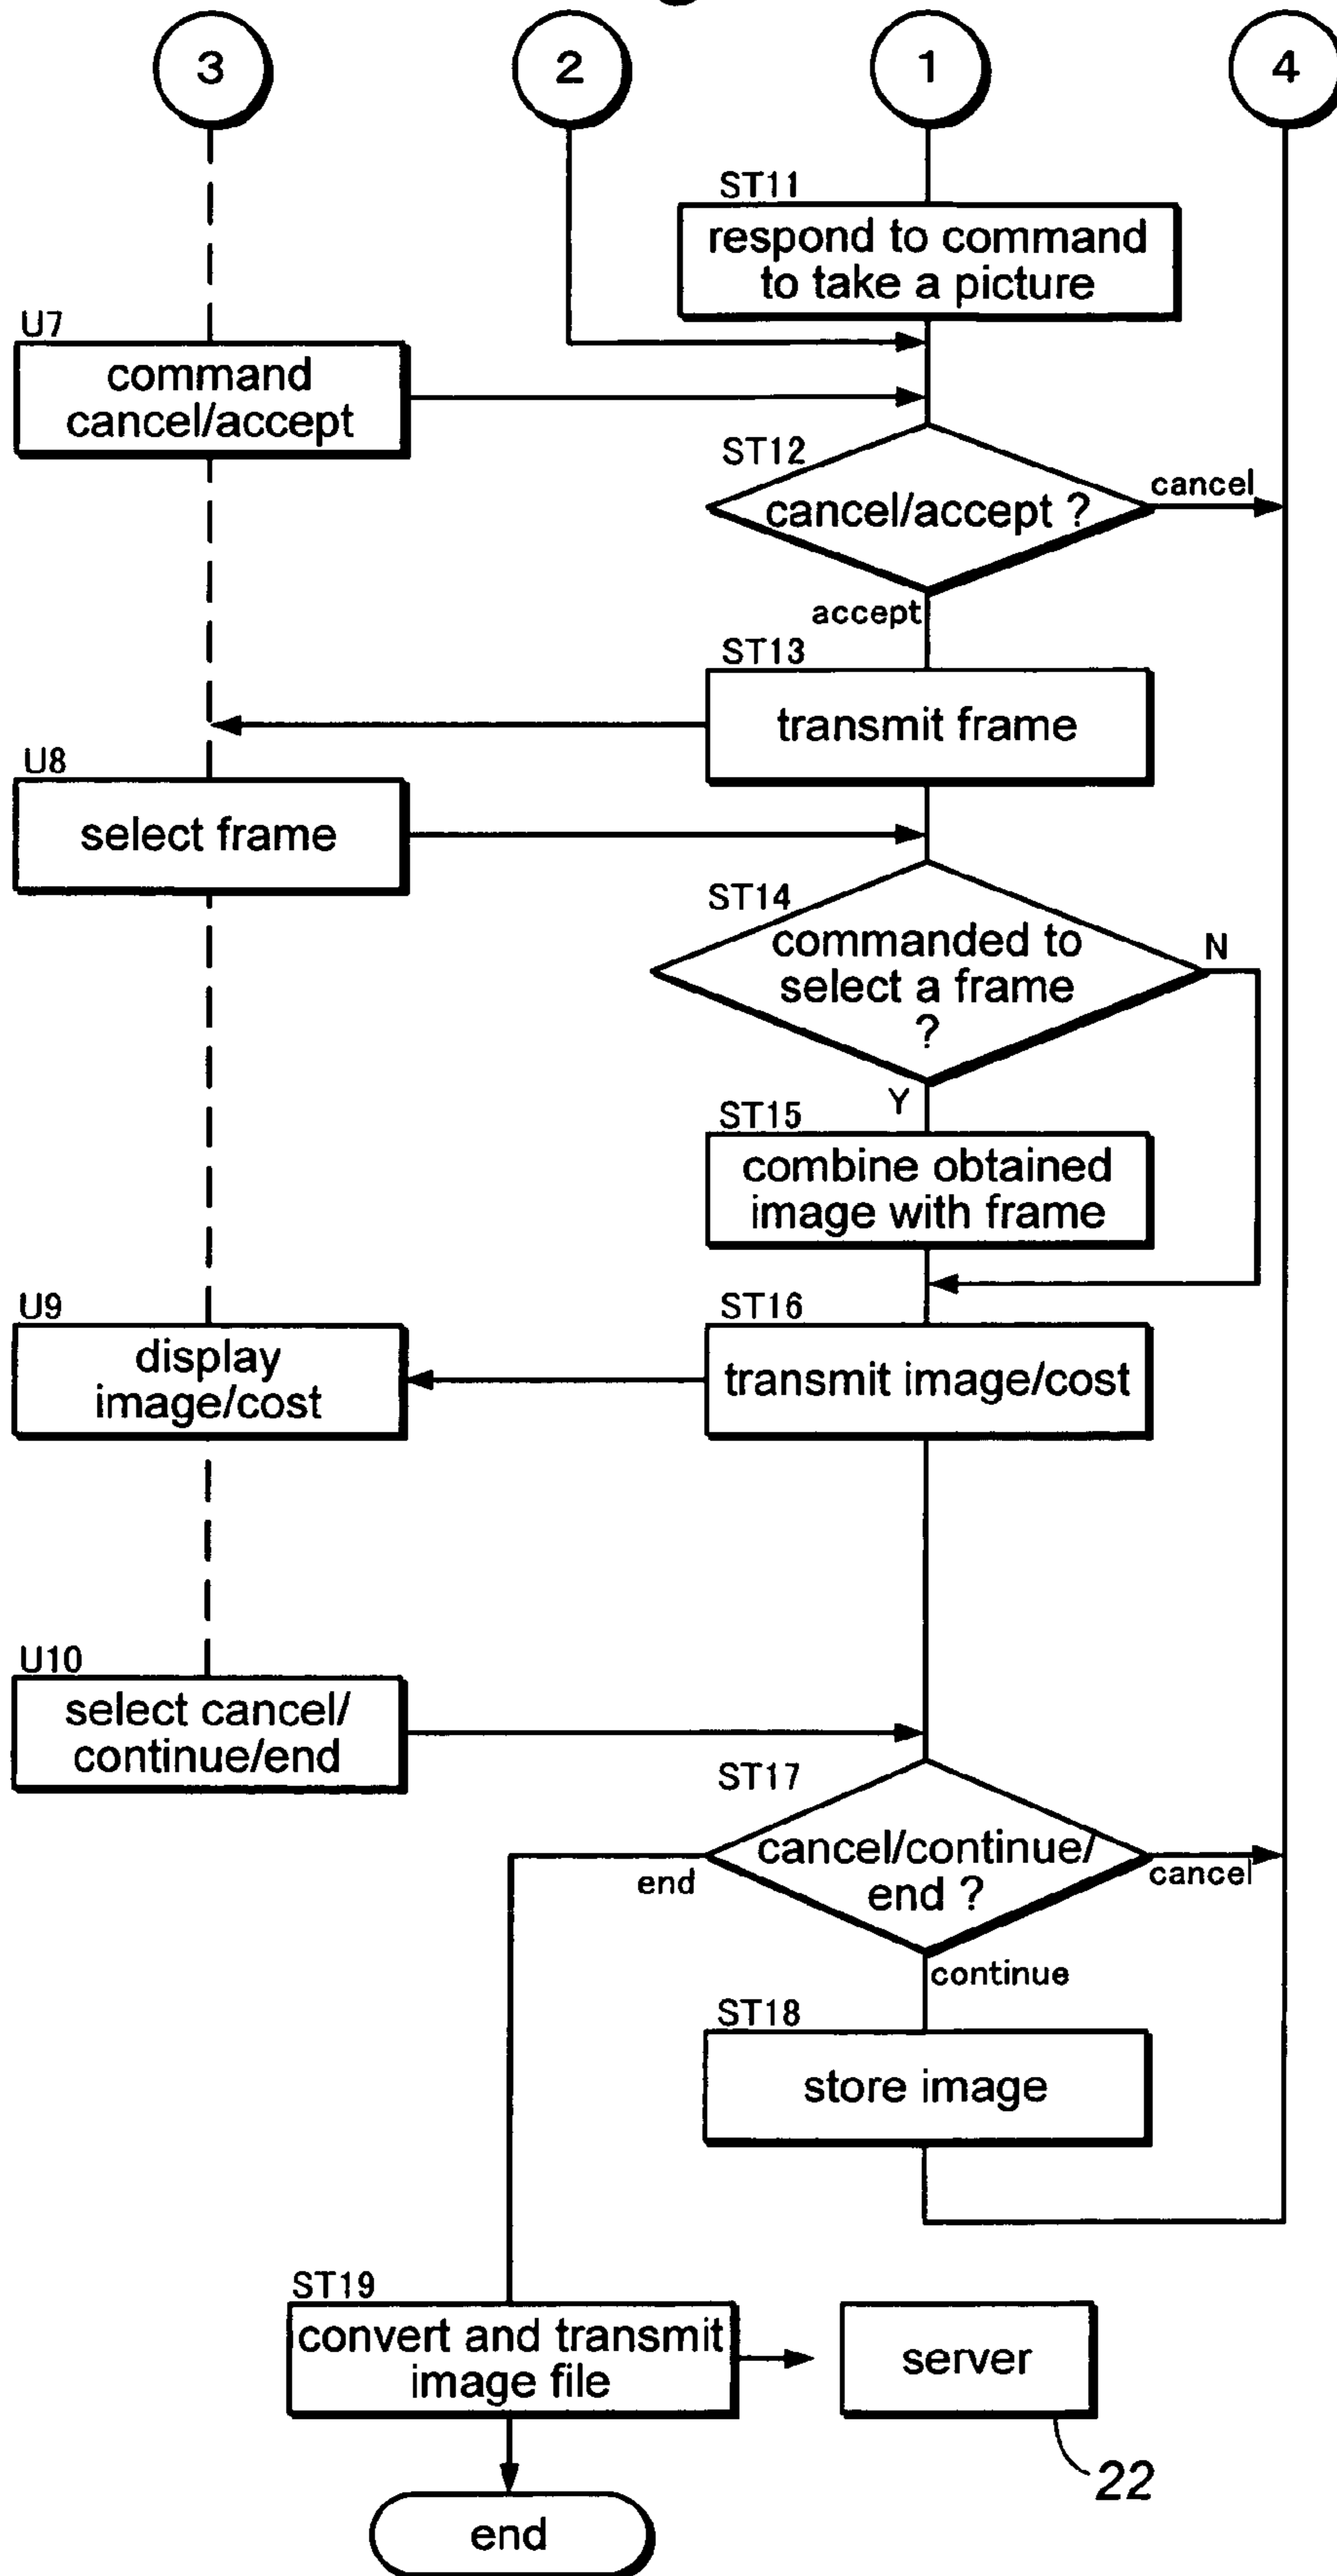 3
2
1
4
ST11
respond to command
to take a picture
U7
command
cancel/accept
ST12
cancel/accept ?
cancel
accept
ST13
transmit frame
U8
select frame
ST14
commanded to
select a frame
?
N
Y
ST15
combine obtained
image with frame
U9
display
image/cost
ST16
transmit image/cost
U10
select cancel/
continue/end
ST17
cancel/continue/
end ?
end
cancel
continue
ST18
store image
ST19
convert and transmit
image file
server
22
end